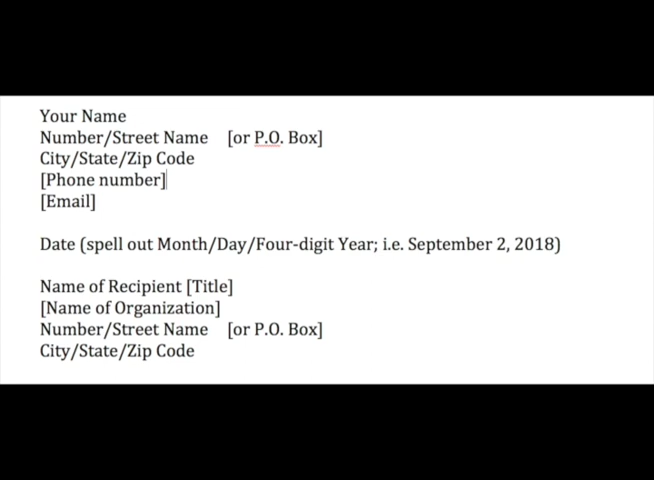 Your Name
Number/Street Name [or P.O. Box]
City/State/Zip Code
[Phone number]
[Email]
Date (spell out Month/Day/Four-digit Year; i.e. September 2, 2018)
Name of Recipient [Title]
[Name of Organization]
Number/Street Name [or P.O. Box]
City/State/Zip Code